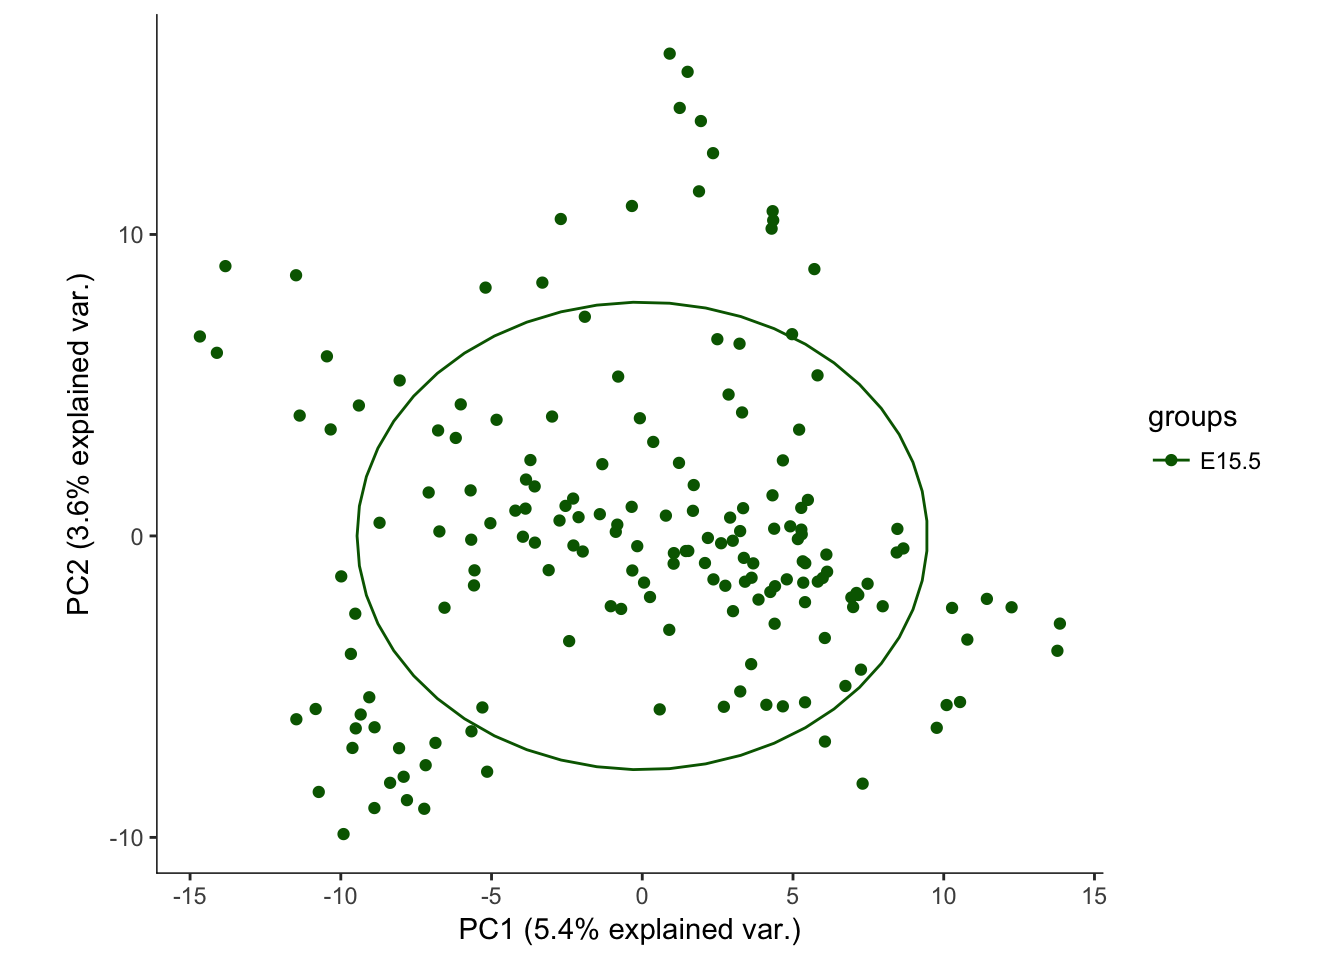 PC2 (3.6% explained var.)
10
0
-10
-15
-10
-5
0
5
10
15
PC1 (5.4% explained var.)
groups
E15.5